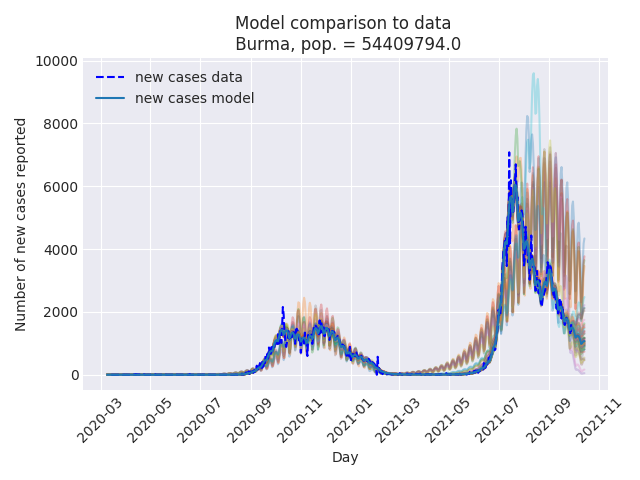 Model comparison to data
Burma, pop. = 54409794.0
10000
8000
6000
4000
2000
0
Number of new cases reported
new cases data
new cases model
2020-03
2020-05
2020-07
2020-09
2020-11
2021-01
2021-03
2021-05
2021-07
2021-09
2021-11
Day